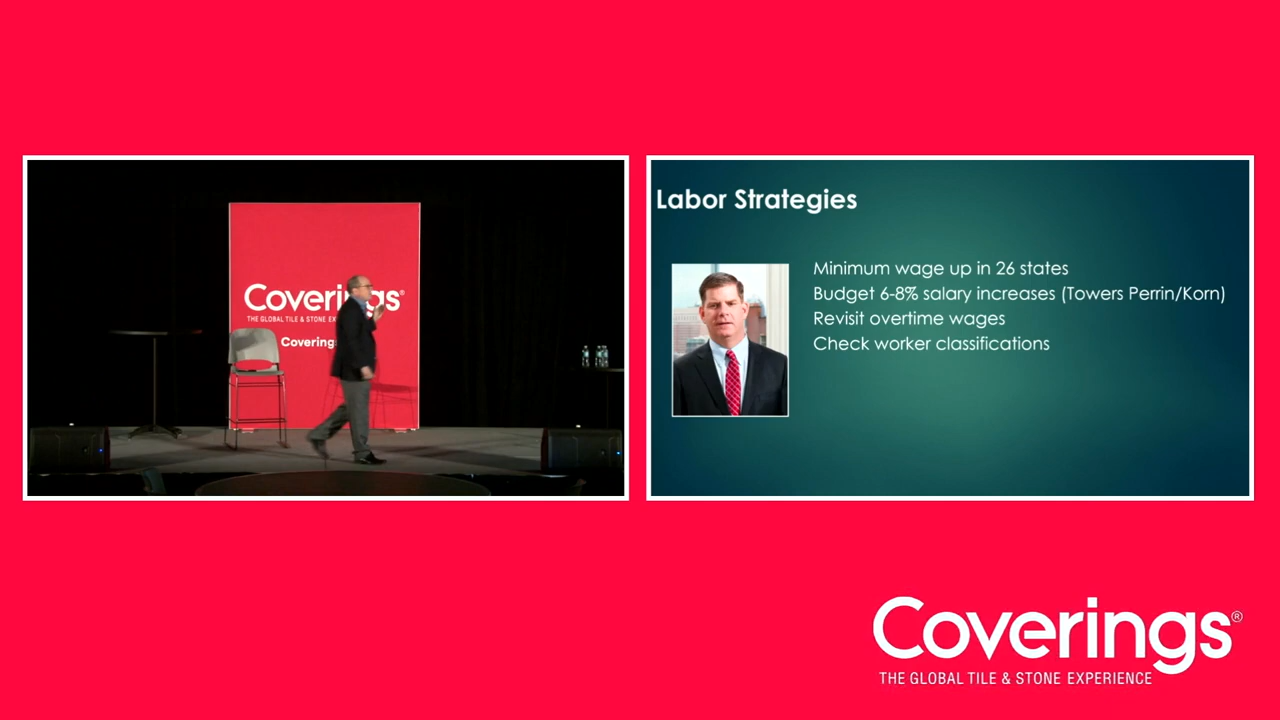 Coverings®
THE GLOBAL TILE & STONE
Coverings
Labor Strategies
Minimum wage up in 26 states
Budget 6-8% salary increases (Towers Perrin/Korn)
Revisit overtime wages
Check worker classifications
Coverings®
THE GLOBAL TILE & STONE EXPERIENCE